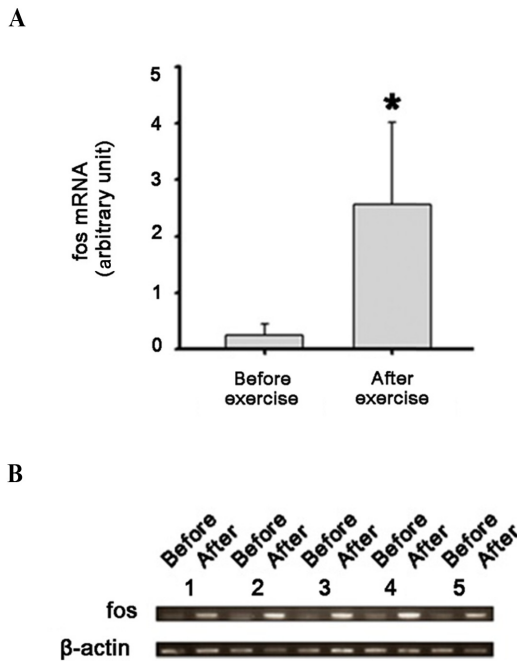 A
5
4
3
2
1
0
fos mRNA
(arbitrary unit)
*
Before
exercise
After
exercise
B
Before After Before After Before After Before After Before After
1 2 3 4 5
fos
β-actin